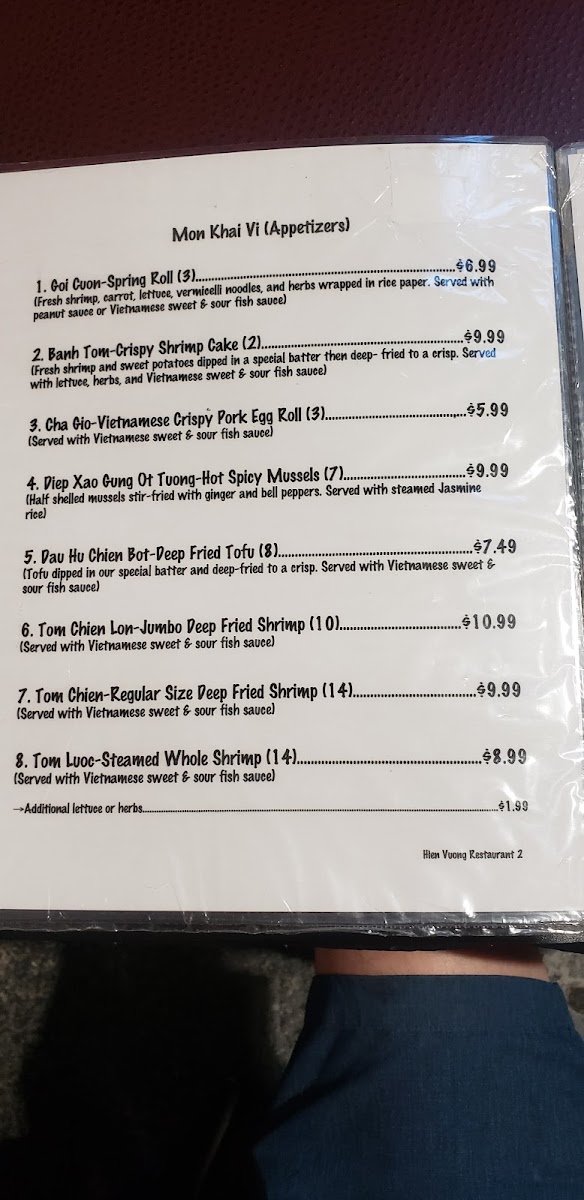 Mon Khai Vi (Appetizers)
1. Goi Cuon-Spring Roll (3)..........$6.99
(Fresh shrimp, carrot, lettuce, vermicelli noodles, and herbs wrapped in rice paper. Served with
peanut sauce or Vietnamese sweet & sour fish sauce)
2. Banh Tom-Crispy Shrimp Cake (2)..........$9.99
(Fresh shrimp and sweet potatoes dipped in a special batter then deep- fried to a crisp. Served
with lettuce, herbs, and Vietnamese sweet & sour fish sauce)
3. Cha Gio-Vietnamese Crispy Pork Egg Roll (3)..........$5.99
(Served with Vietnamese sweet & sour fish sauce)
4. Diep Xao Gung Ot Tuong-Hot Spicy Mussels (7)..........$9.99
(Half shelled mussels stir-fried with ginger and bell peppers. Served with steamed Jasmine
rice)
5. Dau Hu Chien Bot-Deep Fried Tofu (8)..........$7.49
(Tofu dipped in our special batter and deep-fried to a crisp. Served with Vietnamese sweet &
sour fish sauce)
6. Tom Chien Lon-Jumbo Deep Fried Shrimp (10)..........$10.99
(Served with Vietnamese sweet & sour fish sauce)
7. Tom Chien-Regular Size Deep Fried Shrimp (14)..........$9.99
(Served with Vietnamese sweet & sour fish sauce)
8. Tom Luoc-Steamed Whole Shrimp (14)..........$8.99
(Served with Vietnamese sweet & sour fish sauce)
→Additional lettuce or herbs..........$1.99
Hien Vuong Restaurant 2